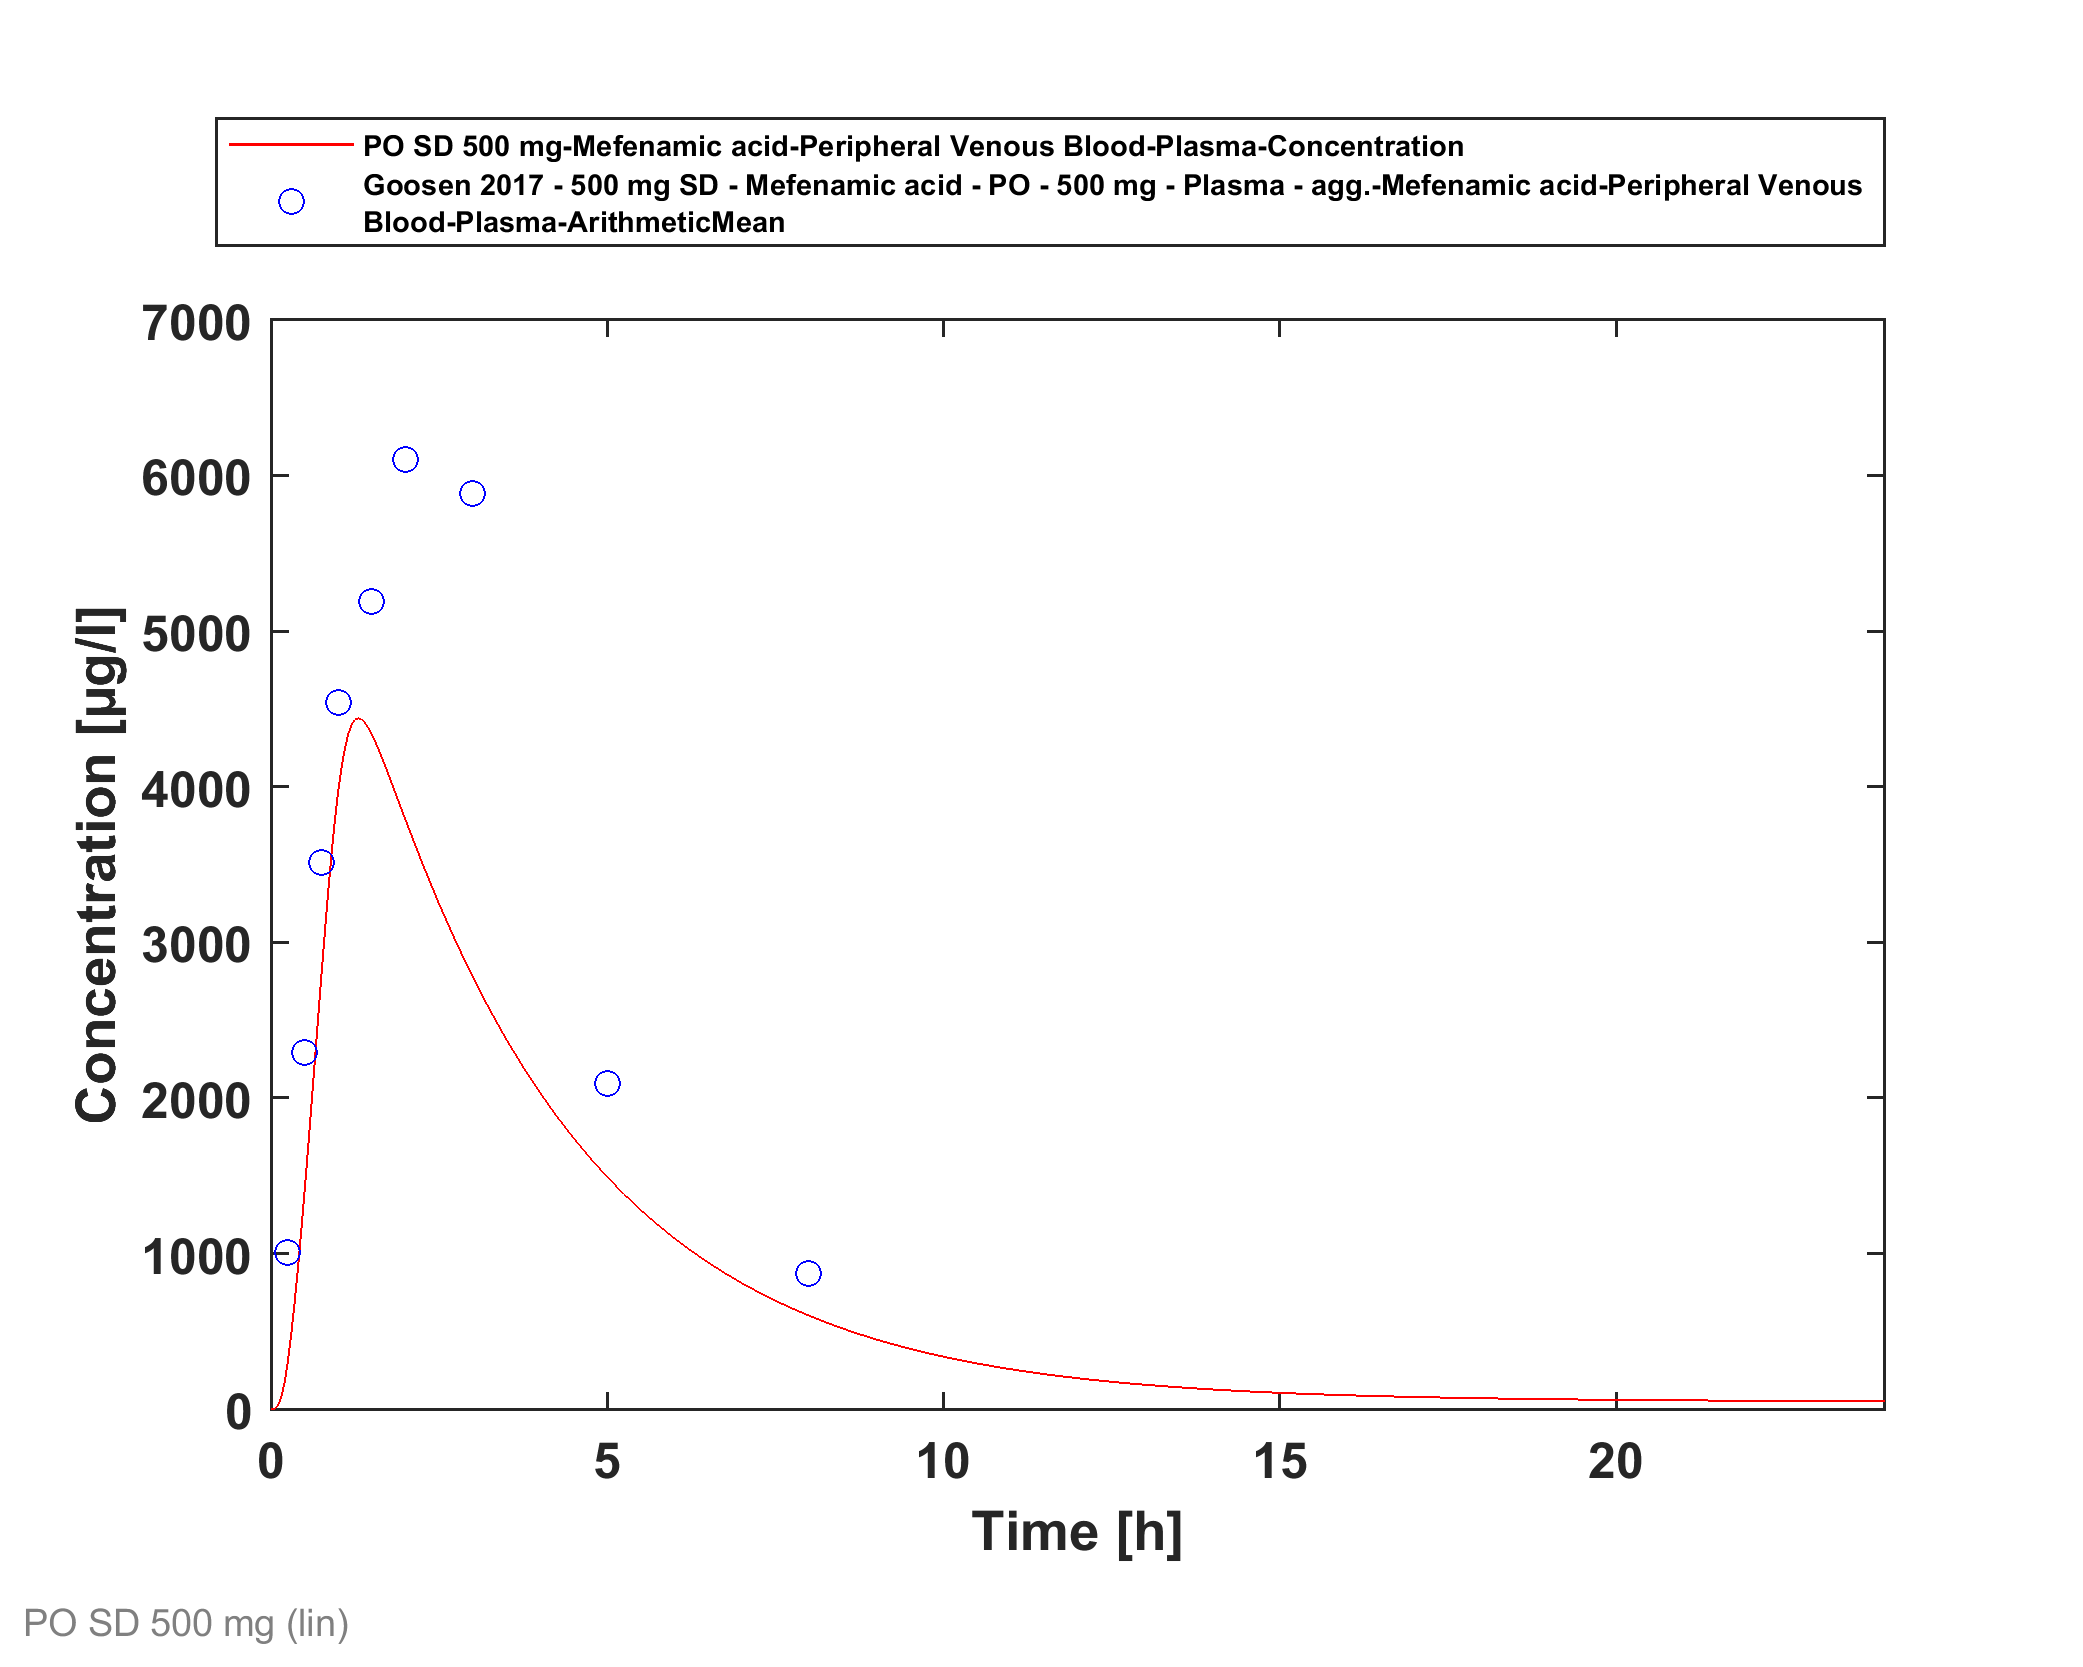 PO SD 500 mg-Mefenamic acid-Peripheral Venous Blood-Plasma-Concentration
Goosen 2017 - 500 mg SD - Mefenamic acid - PO - 500 mg - Plasma - agg.-Mefenamic acid-Peripheral Venous
Blood-Plasma-ArithmeticMean
7000
6000
5000
4000
3000
2000
1000
0
Concentration [µg/l]
0 5 10 15 20
Time [h]
PO SD 500 mg (lin)